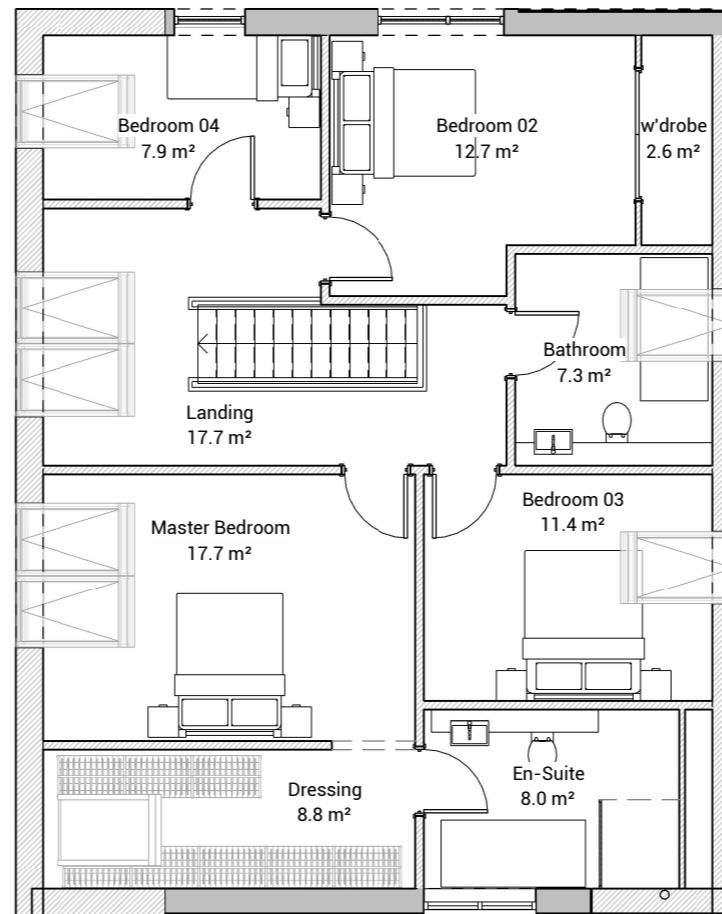 Bedroom 04
7.9 m²
Bedroom 02
12.7 m²
w'drobe
2.6 m²
Bathroom
7.3 m²
Landing
17.7 m²
Master Bedroom
17.7 m²
Bedroom 03
11.4 m²
Dressing
8.8 m²
En-Suite
8.0 m²